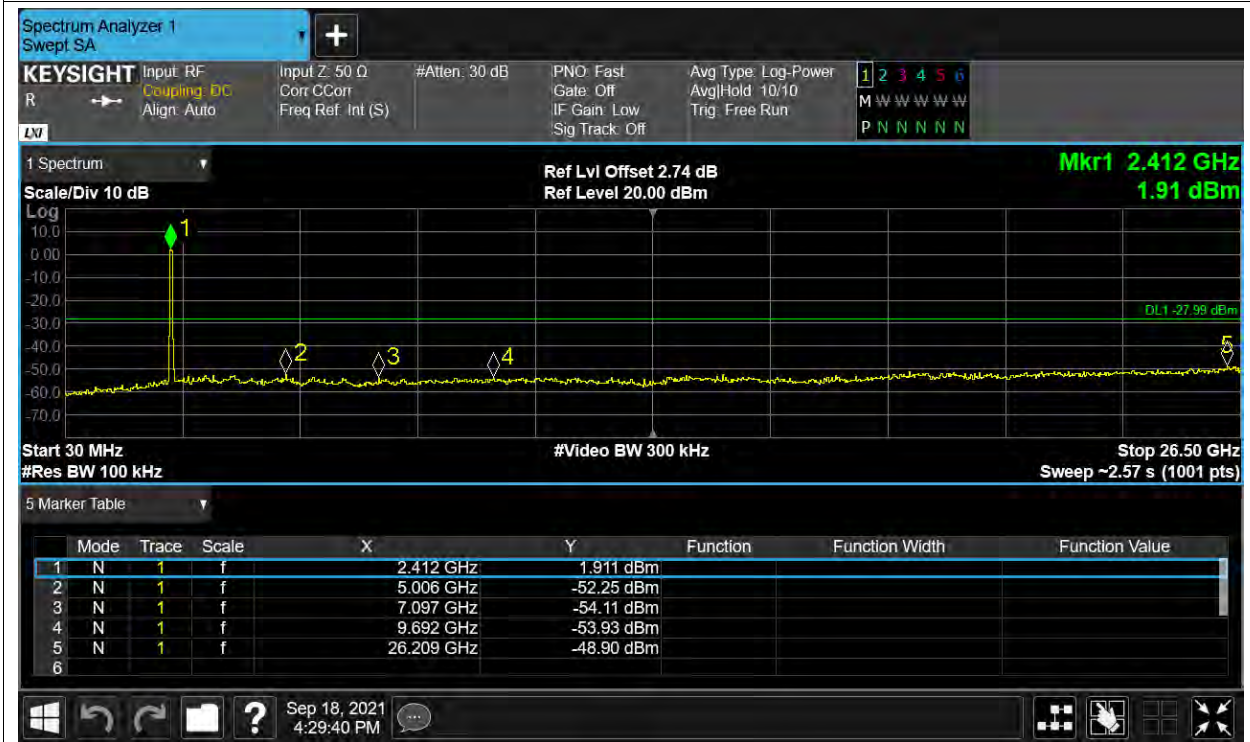 Spectrum Analyzer 1
Swept SA
+
KEYSIGHT Input: RF Input Z: 50 Ω #Atten: 30 dB PNO: Fast Avg Type: Log-Power 1 2 3 4 5 6
R Coupling: DC Corr CCorr Gate: Off Avg|Hold: 10/10 M W W W W W
Align: Auto Freq Ref: Int (S) IF Gain: Low Trig: Free Run
LXI Sig Track: Off P N N N N N
1 Spectrum Mkr1 2.412 GHz
Ref Lvl Offset 2.74 dB
Scale/Div 10 dB Ref Level 20.00 dBm 1.91 dBm
Log
10.0 1
0.00
-10.0
-20.0
DL1 -27.99 dBm
-30.0
-40.0 2 3 4 5
-50.0
-60.0
-70.0
Start 30 MHz #Video BW 300 kHz Stop 26.50 GHz
#Res BW 100 kHz Sweep ~2.57 s (1001 pts)
5 Marker Table
Mode Trace Scale X Y Function Function Width Function Value
1 N 1 f 2.412 GHz 1.911 dBm
2 N 1 f 5.006 GHz -52.25 dBm
3 N 1 f 7.097 GHz -54.11 dBm
4 N 1 f 9.692 GHz -53.93 dBm
5 N 1 f 26.209 GHz -48.90 dBm
6
? Sep 18, 2021
4:29:40 PM